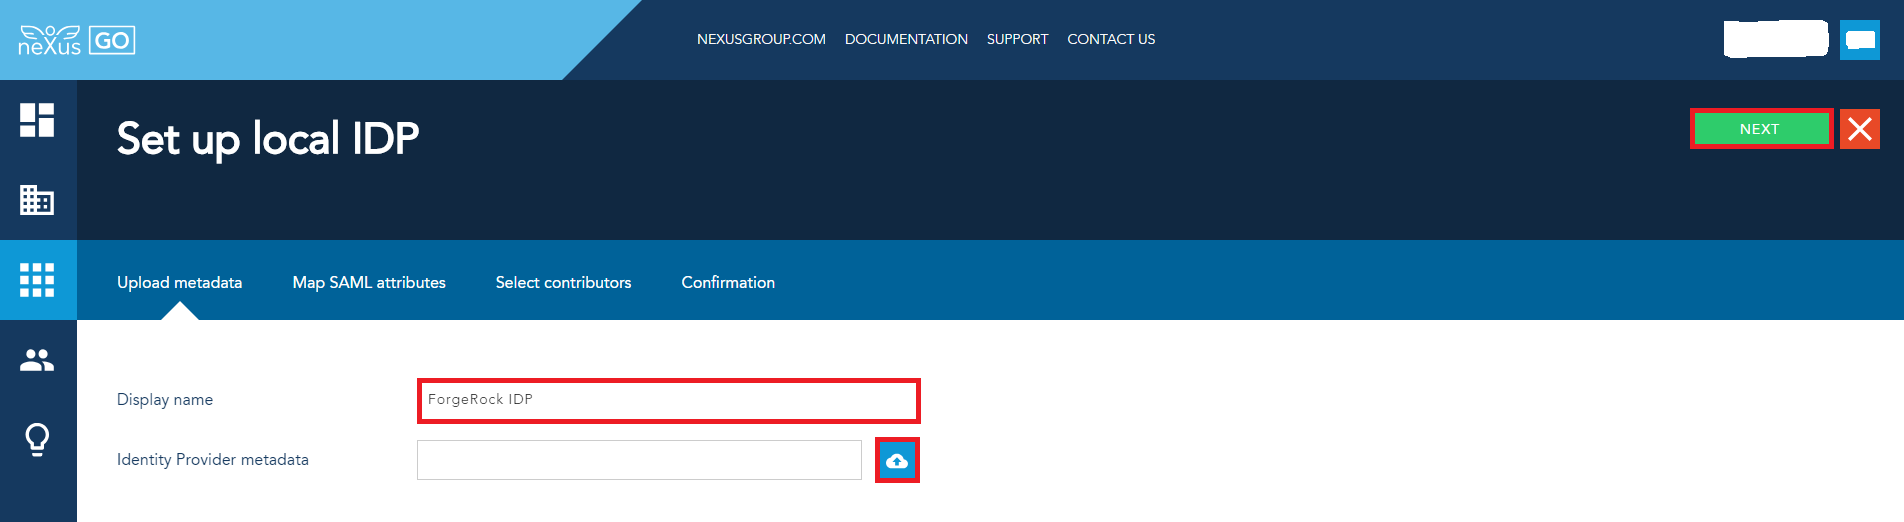 neXus GO
NEXUSGROUP.COM DOCUMENTATION SUPPORT CONTACT US
Set up local IDP
NEXT
Upload metadata Map SAML attributes Select contributors Confirmation
Display name ForgeRock IDP
Identity Provider metadata